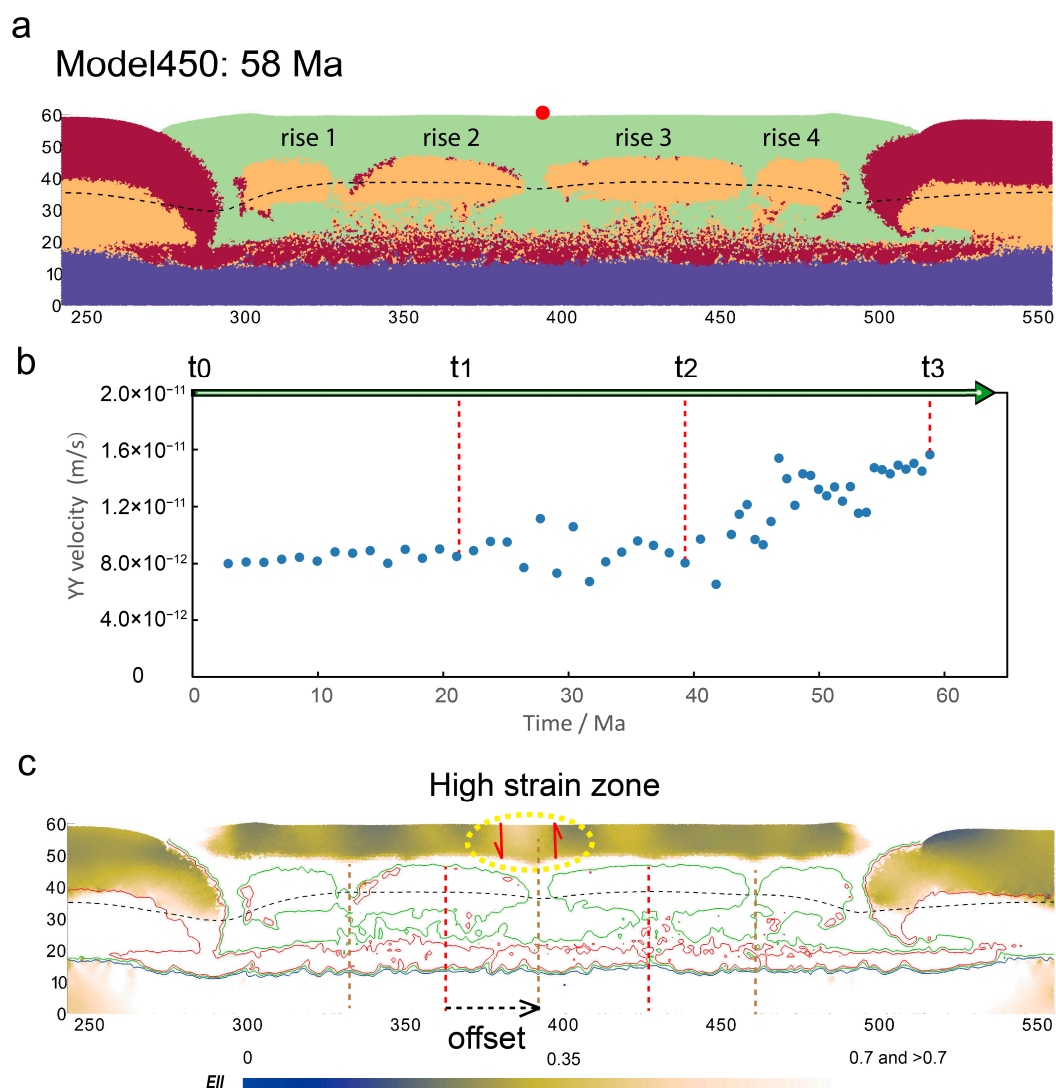 a
Model450: 58 Ma
60
50
40
30
20
10
0
rise 1 rise 2 rise 3 rise 4
250 300 350 400 450 500 550
b
t0 t1 t2 t3
2.0×10⁻¹¹
1.6×10⁻¹¹
1.2×10⁻¹¹
8.0×10⁻¹²
4.0×10⁻¹²
0
YY velocity (m/s)
0 10 20 30 40 50 60
Time / Ma
c
High strain zone
60
50
40
30
20
10
0
250 300 350 400 450 500 550
offset
0 0.35 0.7 and >0.7
EII